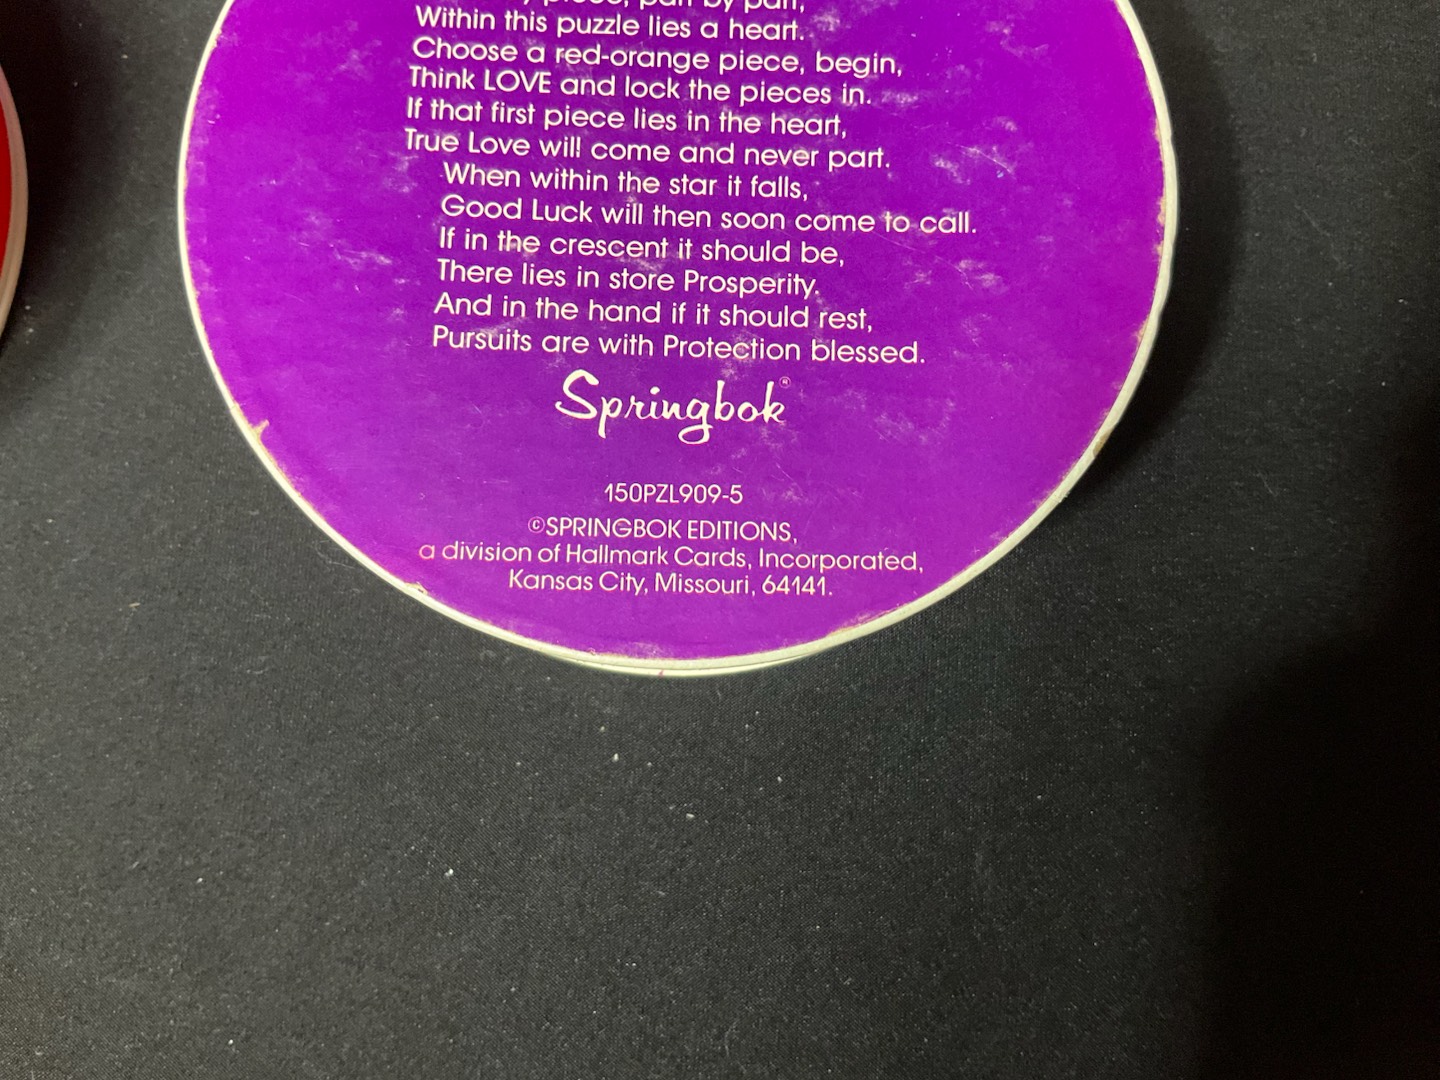 piece, part by part,
Within this puzzle lies a heart.
Choose a red-orange piece, begin,
Think LOVE and lock the pieces in.
If that first piece lies in the heart,
True Love will come and never part.
When within the star it falls,
Good Luck will then soon come to call.
If in the crescent it should be,
There lies in store Prosperity.
And in the hand if it should rest,
Pursuits are with Protection blessed.
Springbok®
150PZL909-5
©SPRINGBOK EDITIONS,
a division of Hallmark Cards, Incorporated,
Kansas City, Missouri, 64141.